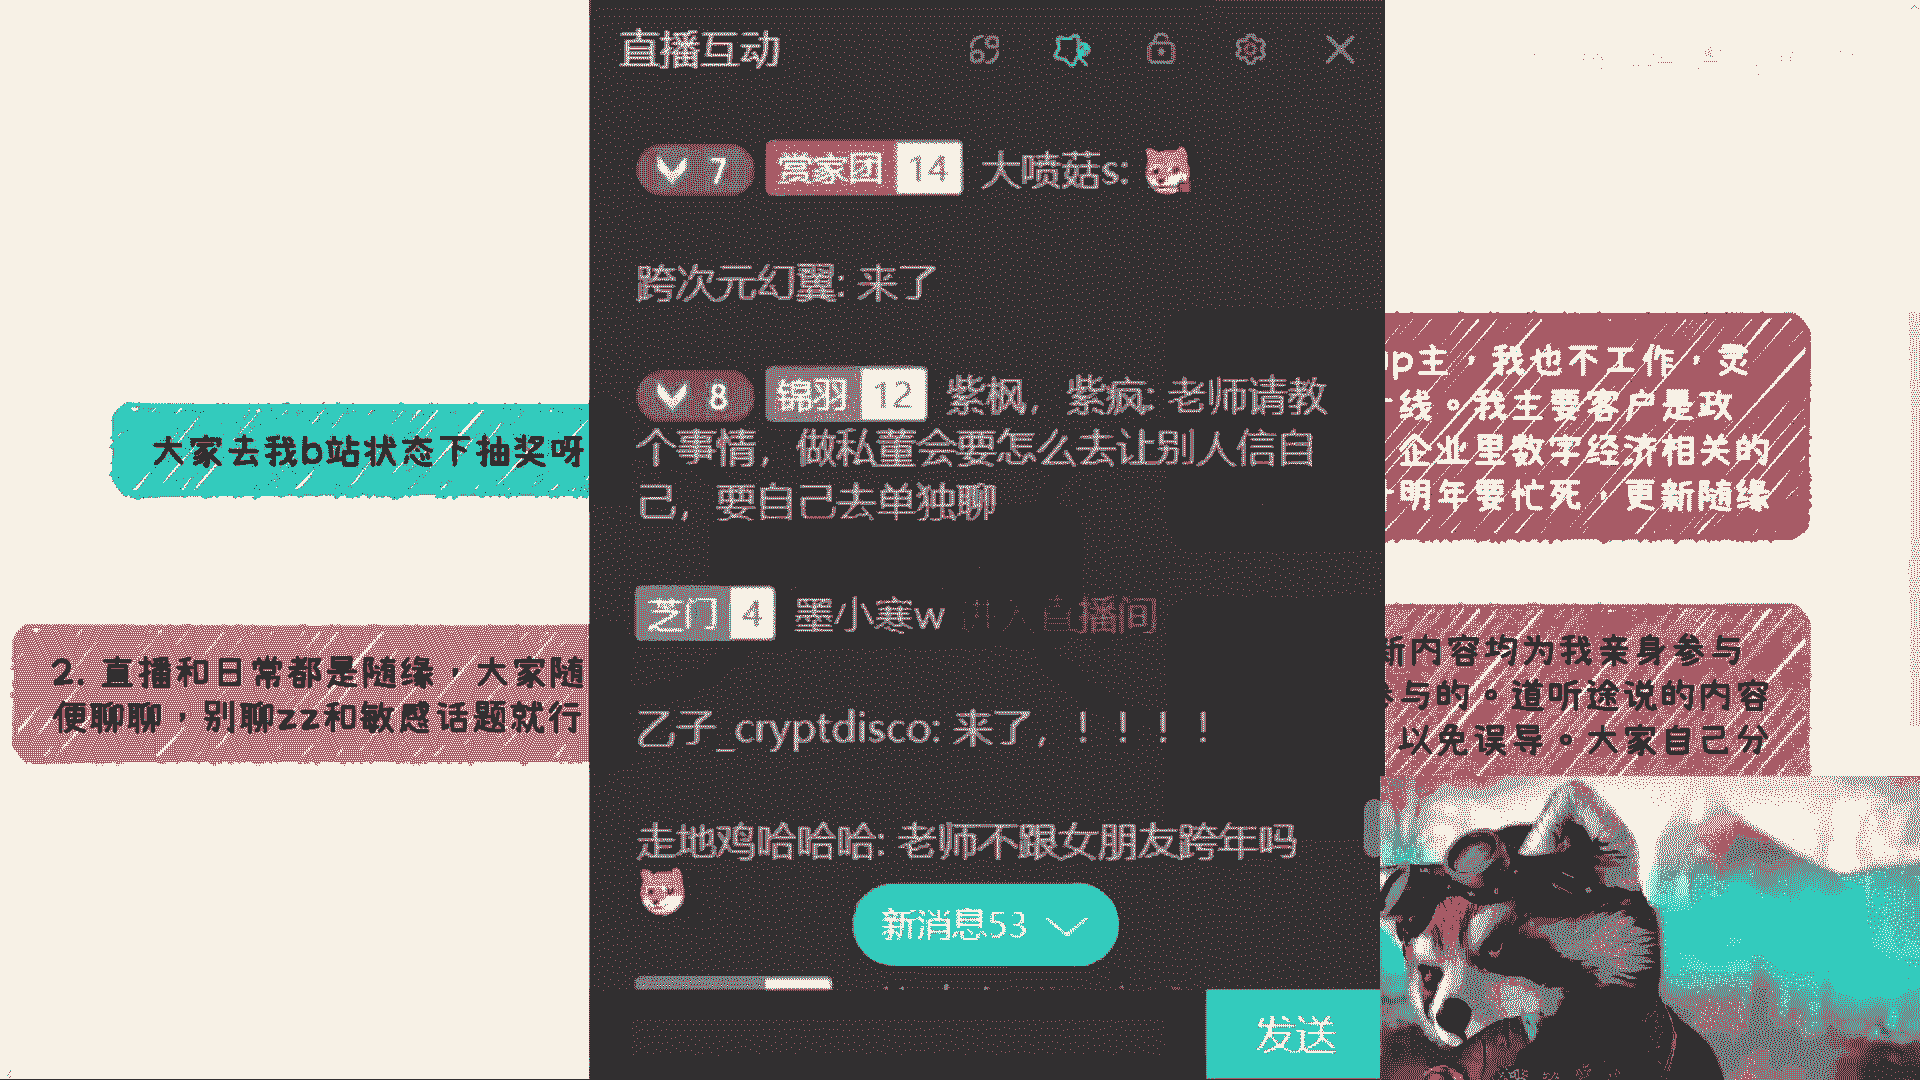 直播互动
7 赏家团 14 大喷菇s:
跨次元幻翼: 来了
8 锦羽 12 紫枫，紫疯: 老师请教
个事情，做私董会要怎么去让别人信自
己，要自己去单独聊
芝门 4 墨小寒w 进入直播间
乙子_cryptdisco: 来了，！！！！
走地鸡哈哈哈: 老师不跟女朋友跨年吗
新消息53
发送
大家去我b站状态下抽奖呀
2. 直播和日常都是随缘，大家随
便聊聊，别聊zz和敏感话题就行
up主，我也不工作，灵
线。我主要客户是政
企业里数字经济相关的
明年要忙死，更新随缘
新内容均为我亲身参与
参与的。道听途说的内容
以免误导。大家自己分